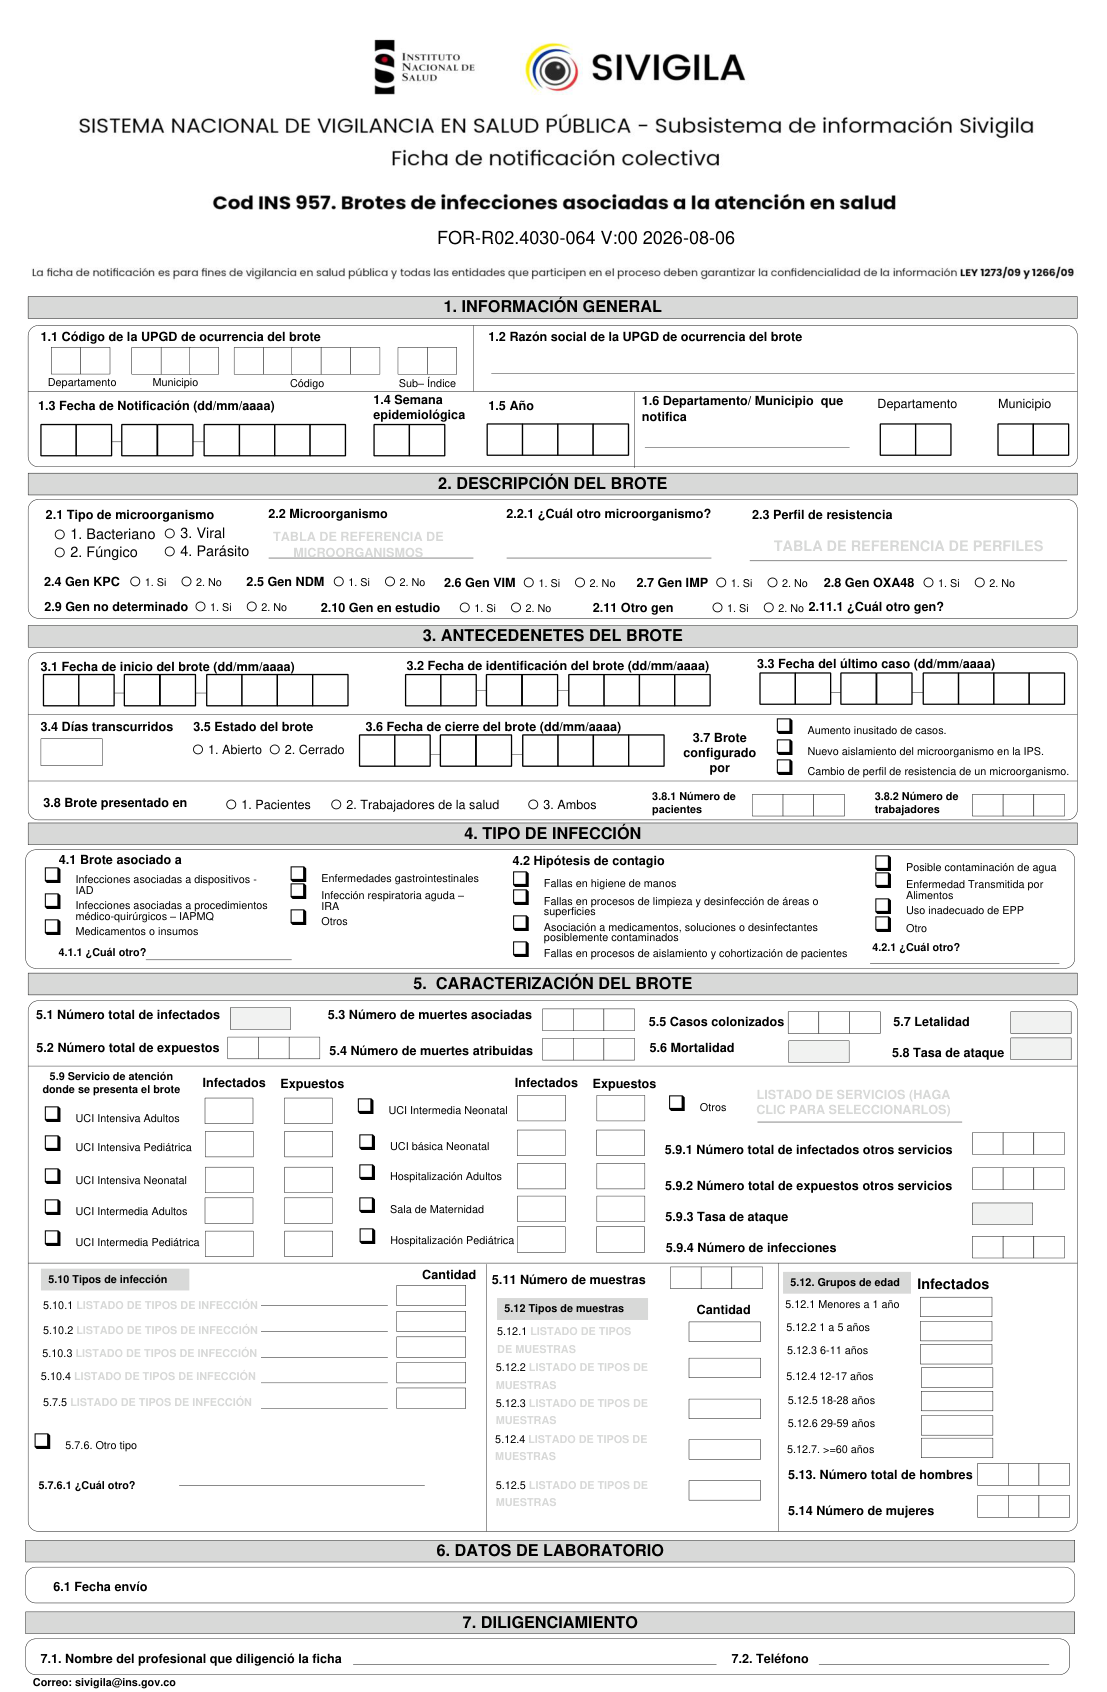 INSTITUTO
NACIONAL DE
SALUD
SIVIGILA
SISTEMA NACIONAL DE VIGILANCIA EN SALUD PÚBLICA - Subsistema de información Sivigila
Ficha de notificación colectiva
Cod INS 957. Brotes de infecciones asociadas a la atención en salud
FOR-R02.4030-064 V:00 2026-08-06
La ficha de notificación es para fines de vigilancia en salud pública y todas las entidades que participen en el proceso deben garantizar la confidencialidad de la información LEY 1273/09 y 1266/09
1. INFORMACIÓN GENERAL
1.1 Código de la UPGD de ocurrencia del brote
1.2 Razón social de la UPGD de ocurrencia del brote
Departamento Municipio Código Sub– Índice
1.3 Fecha de Notificación (dd/mm/aaaa)
1.4 Semana
epidemiológica
1.5 Año
1.6 Departamento/ Municipio que
notifica
Departamento Municipio
2. DESCRIPCIÓN DEL BROTE
2.1 Tipo de microorganismo
1. Bacteriano 3. Viral
2. Fúngico 4. Parásito
2.2 Microorganismo
TABLA DE REFERENCIA DE
MICROORGANISMOS
2.2.1 ¿Cuál otro microorganismo?
2.3 Perfil de resistencia
TABLA DE REFERENCIA DE PERFILES
2.4 Gen KPC 1. Si 2. No 2.5 Gen NDM 1. Si 2. No 2.6 Gen VIM 1. Si 2. No 2.7 Gen IMP 1. Si 2. No 2.8 Gen OXA48 1. Si 2. No
2.9 Gen no determinado 1. Si 2. No 2.10 Gen en estudio 1. Si 2. No 2.11 Otro gen 1. Si 2. No 2.11.1 ¿Cuál otro gen?
3. ANTECEDENETES DEL BROTE
3.1 Fecha de inicio del brote (dd/mm/aaaa)
3.2 Fecha de identificación del brote (dd/mm/aaaa)
3.3 Fecha del último caso (dd/mm/aaaa)
3.4 Días transcurridos
3.5 Estado del brote
1. Abierto 2. Cerrado
3.6 Fecha de cierre del brote (dd/mm/aaaa)
3.7 Brote
configurado
por
Aumento inusitado de casos.
Nuevo aislamiento del microorganismo en la IPS.
Cambio de perfil de resistencia de un microorganismo.
3.8 Brote presentado en 1. Pacientes 2. Trabajadores de la salud 3. Ambos
3.8.1 Número de
pacientes
3.8.2 Número de
trabajadores
4. TIPO DE INFECCIÓN
4.1 Brote asociado a
Infecciones asociadas a dispositivos -
IAD
Infecciones asociadas a procedimientos
médico-quirúrgicos – IAPMQ
Medicamentos o insumos
4.1.1 ¿Cuál otro?
Enfermedades gastrointestinales
Infección respiratoria aguda –
IRA
Otros
4.2 Hipótesis de contagio
Fallas en higiene de manos
Fallas en procesos de limpieza y desinfección de áreas o
superficies
Asociación a medicamentos, soluciones o desinfectantes
posiblemente contaminados
Fallas en procesos de aislamiento y cohortización de pacientes
Posible contaminación de agua
Enfermedad Transmitida por
Alimentos
Uso inadecuado de EPP
Otro
4.2.1 ¿Cuál otro?
5. CARACTERIZACIÓN DEL BROTE
5.1 Número total de infectados
5.2 Número total de expuestos
5.3 Número de muertes asociadas
5.4 Número de muertes atribuidas
5.5 Casos colonizados
5.6 Mortalidad
5.7 Letalidad
5.8 Tasa de ataque
5.9 Servicio de atención
donde se presenta el brote
Infectados Expuestos
UCI Intensiva Adultos
UCI Intensiva Pediátrica
UCI Intensiva Neonatal
UCI Intermedia Adultos
UCI Intermedia Pediátrica
Infectados Expuestos
UCI Intermedia Neonatal
UCI básica Neonatal
Hospitalización Adultos
Sala de Maternidad
Hospitalización Pediátrica
Otros
LISTADO DE SERVICIOS (HAGA
CLIC PARA SELECCIONARLOS)
5.9.1 Número total de infectados otros servicios
5.9.2 Número total de expuestos otros servicios
5.9.3 Tasa de ataque
5.9.4 Número de infecciones
5.10 Tipos de infección
Cantidad
5.10.1 LISTADO DE TIPOS DE INFECCIÓN
5.10.2 LISTADO DE TIPOS DE INFECCIÓN
5.10.3 LISTADO DE TIPOS DE INFECCIÓN
5.10.4 LISTADO DE TIPOS DE INFECCIÓN
5.7.5 LISTADO DE TIPOS DE INFECCIÓN
5.7.6. Otro tipo
5.7.6.1 ¿Cuál otro?
5.11 Número de muestras
5.12 Tipos de muestras
Cantidad
5.12.1 LISTADO DE TIPOS
DE MUESTRAS
5.12.2 LISTADO DE TIPOS DE
MUESTRAS
5.12.3 LISTADO DE TIPOS DE
MUESTRAS
5.12.4 LISTADO DE TIPOS DE
MUESTRAS
5.12.5 LISTADO DE TIPOS DE
MUESTRAS
5.12. Grupos de edad
Infectados
5.12.1 Menores a 1 año
5.12.2 1 a 5 años
5.12.3 6-11 años
5.12.4 12-17 años
5.12.5 18-28 años
5.12.6 29-59 años
5.12.7. >=60 años
5.13. Número total de hombres
5.14 Número de mujeres
6. DATOS DE LABORATORIO
6.1 Fecha envío
7. DILIGENCIAMIENTO
7.1. Nombre del profesional que diligenció la ficha
7.2. Teléfono
Correo: sivigila@ins.gov.co